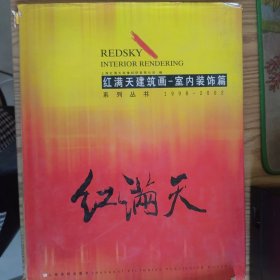 REDSKY
INTERIOR RENDERING
红满天建筑画-室内装饰篇
系列丛书 1998-2002
红满天